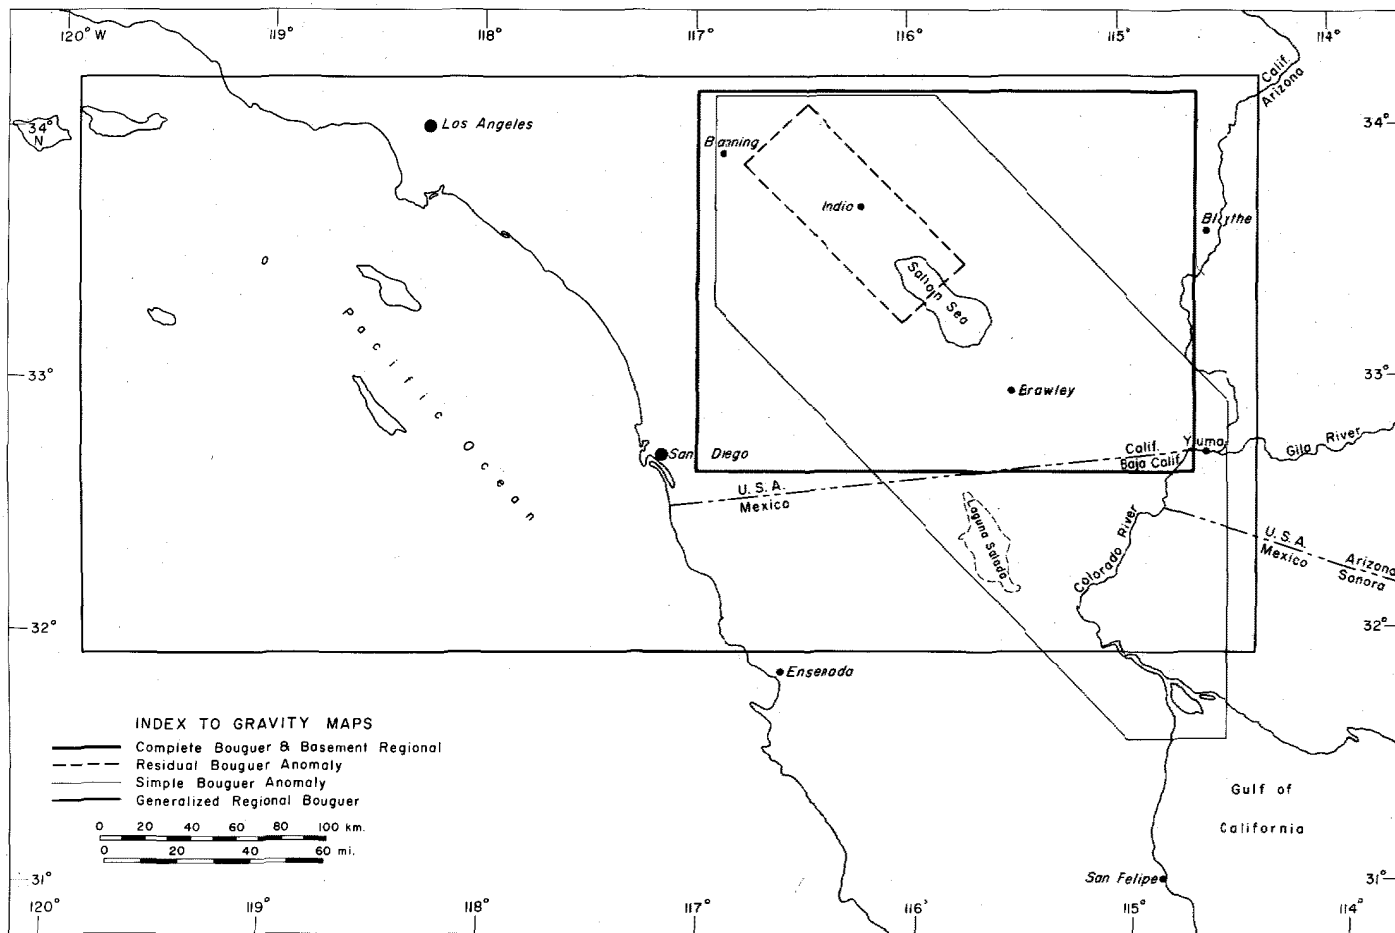 120° W 119° 118° 117° 116° 115° 114°
Calif.
Arizona
34°
N
Los Angeles
34°
Banning
Indio
Blythe
Salton Sea
Pacific Ocean
33°
33°
Brawley
San Diego
Calif.
Yuma
Gila River
Baja Calif.
U.S.A.
Mexico
Laguna Salada
Colorado River
U.S.A.
Mexico
Arizona
Sonora
32°
32°
Ensenada
INDEX TO GRAVITY MAPS
Complete Bouguer & Basement Regional
Residual Bouguer Anomaly
Simple Bouguer Anomaly
Generalized Regional Bouguer
0 20 40 60 80 100 km.
0 20 40 60 mi.
Gulf of
California
31°
San Felipe
31°
120° 119° 118° 117° 116° 115° 114°